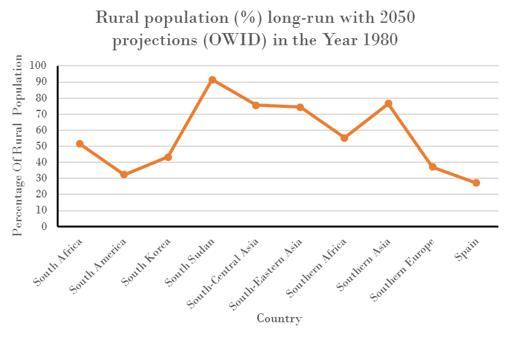 Rural population (%) long-run with 2050
projections (OWID) in the Year 1980
Percentage Of Rural Population
100
90
80
70
60
50
40
30
20
10
0
South Africa
South America
South Korea
South Sudan
South-Central Asia
South-Eastern Asia
Southern Africa
Southern Asia
Southern Europe
Spain
Country